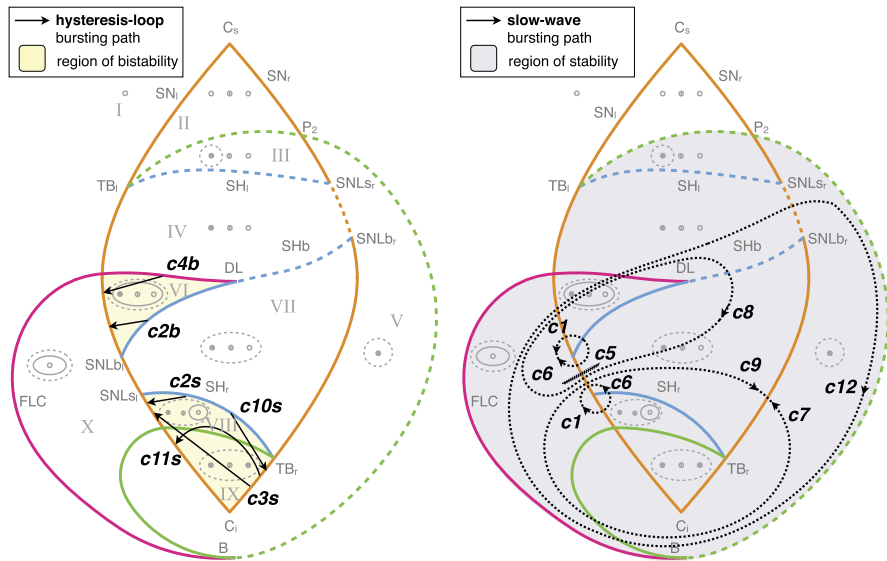 hysteresis-loop
bursting path
region of bistability
Cs
SNr
SNl
I
II
P2
III
TBl
SHl
SNLsr
IV
SHb
SNLbr
c4b
DL
VI
VII
c2b
V
SNLbl
c2s
SHr
SNLsl
c10s
FLC
X
VIII
c11s
TBr
IX
c3s
Ci
B
slow-wave
bursting path
region of stability
Cs
SNr
SNl
P2
TBl
SHl
SNLsr
SHb
SNLbr
DL
c8
c1
c5
c6
c9
c6
SHr
c12
FLC
c1
c7
TBr
Ci
B